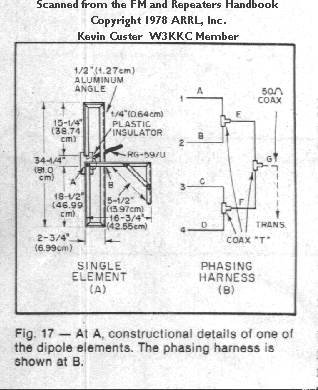 Scanned from the FM and Repeaters Handbook
Copyright 1978 ARRL, Inc.
Kevin Custer W3KKC Member
1/2" (1.27cm)
ALUMINUM
ANGLE
1/4" (0.64cm)
PLASTIC
INSULATOR
15-1/4"
(38.74
cm)
RG-59/U
34-1/4"
(81.0
cm)
A
B
18-1/2"
(46.99
cm)
5-1/2"
(13.97cm)
16-3/4"
(42.55cm)
2-3/4"
(6.99cm)
SINGLE
ELEMENT
(A)
50Ω
COAX
1
A
E
B
2
G
3
C
F
4
D
TRANS.
COAX "T"
PHASING
HARNESS
(B)
Fig. 17 — At A, constructional details of one of
the dipole elements. The phasing harness is
shown at B.